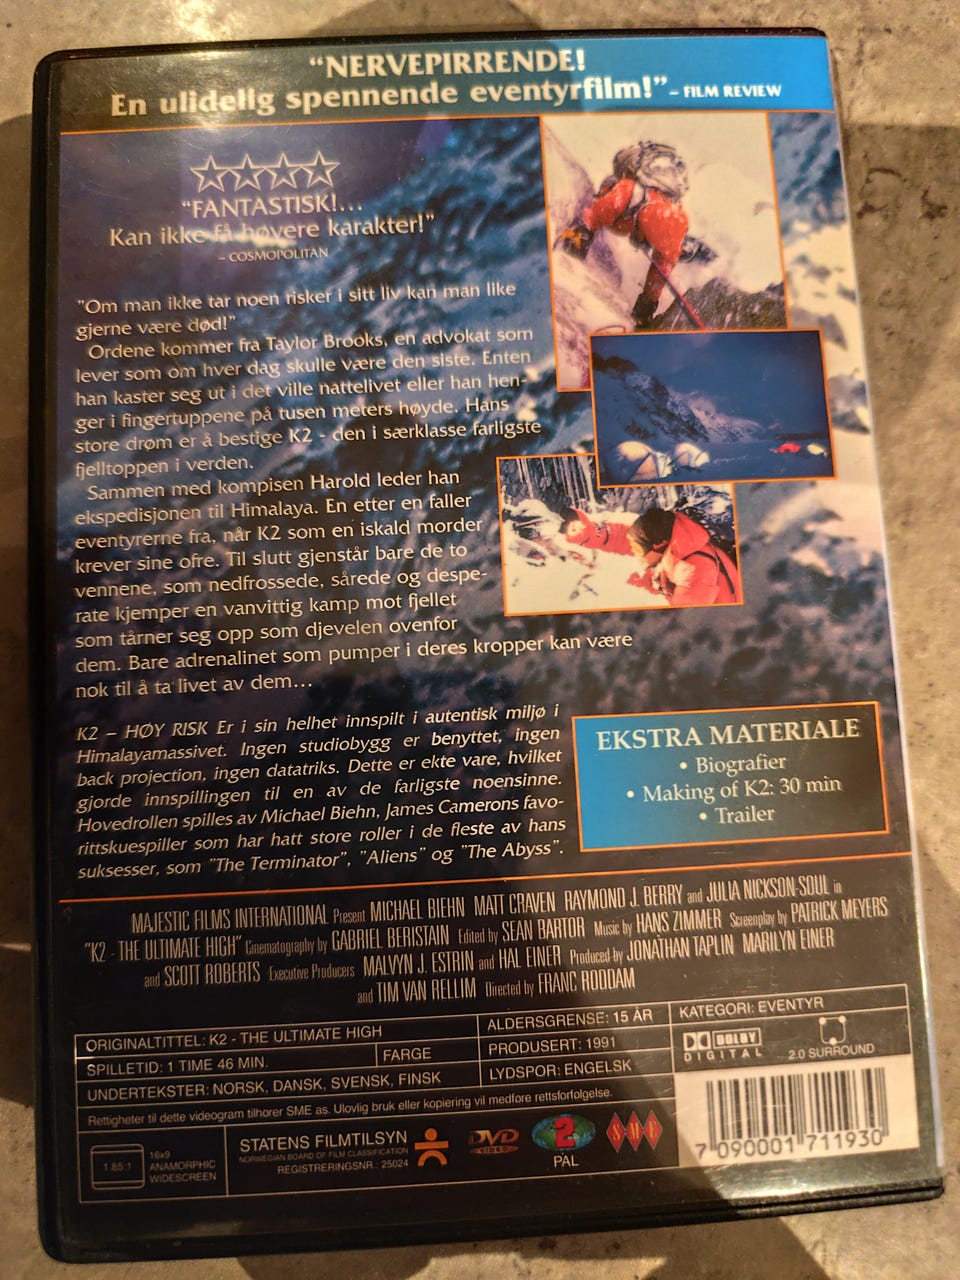 "NERVEPIRRENDE!
En ulidelig spennende eventyrfilm!" – FILM REVIEW
"FANTASTISK!...
Kan ikke få høyere karakter!"
– COSMOPOLITAN
"Om man ikke tar noen risker i sitt liv kan man like
gjerne være død!"
Ordene kommer fra Taylor Brooks, en advokat som
lever som om hver dag skulle være den siste. Enten
han kaster seg ut i det ville nattelivet eller han hen-
ger i fingertuppene på tusen meters høyde. Hans
store drøm er å bestige K2 - den i særklasse farligste
fjelltoppen i verden.
Sammen med kompisen Harold leder han
ekspedisjonen til Himalaya. En etter en faller
eventyrerne fra, når K2 som en iskald morder
krever sine ofre. Til slutt gjenstår bare de to
vennene, som nedfrossede, sårede og despe-
rate kjemper en vanvittig kamp mot fjellet
som tårner seg opp som djevelen ovenfor
dem. Bare adrenalinet som pumper i deres kropper kan være
nok til å ta livet av dem...
K2 – HØY RISK Er i sin helhet innspilt i autentisk miljø i
Himalayamassivet. Ingen studiobygg er benyttet, ingen
back projection, ingen datatriks. Dette er ekte vare, hvilket
gjorde innspillingen til en av de farligste noensinne.
Hovedrollen spilles av Michael Biehn, James Camerons favo-
rittskuespiller som har hatt store roller i de fleste av hans
suksesser, som "The Terminator", "Aliens" og "The Abyss".
EKSTRA MATERIALE
• Biografier
• Making of K2: 30 min
• Trailer
MAJESTIC FILMS INTERNATIONAL Present MICHAEL BIEHN MATT CRAVEN RAYMOND J. BERRY and JULIA NICKSON-SOUL in
"K2 - THE ULTIMATE HIGH" Cinematography by GABRIEL BERISTAIN Edited by SEAN BARTOR Music by HANS ZIMMER Screenplay by PATRICK MEYERS
and SCOTT ROBERTS Executive Producers MALVYN J. ESTRIN and HAL EINER Produced by JONATHAN TAPLIN MARILYN EINER
and TIM VAN RELLIM Directed by FRANC RODDAM
ORIGINALTITTEL: K2 - THE ULTIMATE HIGH
SPILLETID: 1 TIME 46 MIN. FARGE
UNDERTEKSTER: NORSK, DANSK, SVENSK, FINSK
ALDERSGRENSE: 15 ÅR
PRODUSERT: 1991
LYDSPOR: ENGELSK
KATEGORI: EVENTYR
DOLBY
DIGITAL
2.0 SURROUND
Rettigheter til dette videogram tilhører SME as. Ulovlig bruk eller kopiering vil medføre rettsforfølgelse.
1.85:1
16x9
ANAMORPHIC
WIDESCREEN
STATENS FILMTILSYN
NORWEGIAN BOARD OF FILM CLASSIFICATION
REGISTRERINGSNR.: 25024
DVD
VIDEO
2
PAL
SME
7 090001 711930